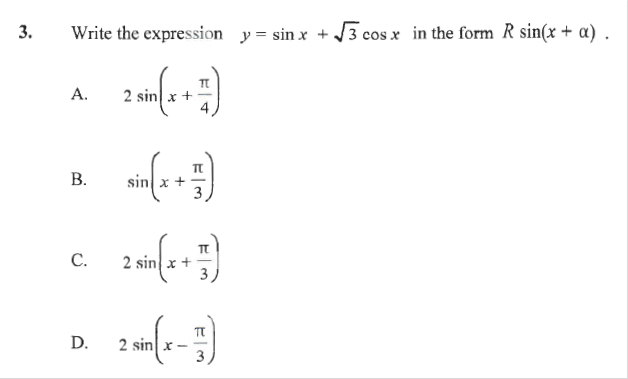 3. Write the expression y = sin x + √3 cos x in the form R sin(x + α) .
A. 2 sin(x + π/4)
B. sin(x + π/3)
C. 2 sin(x + π/3)
D. 2 sin(x − π/3)